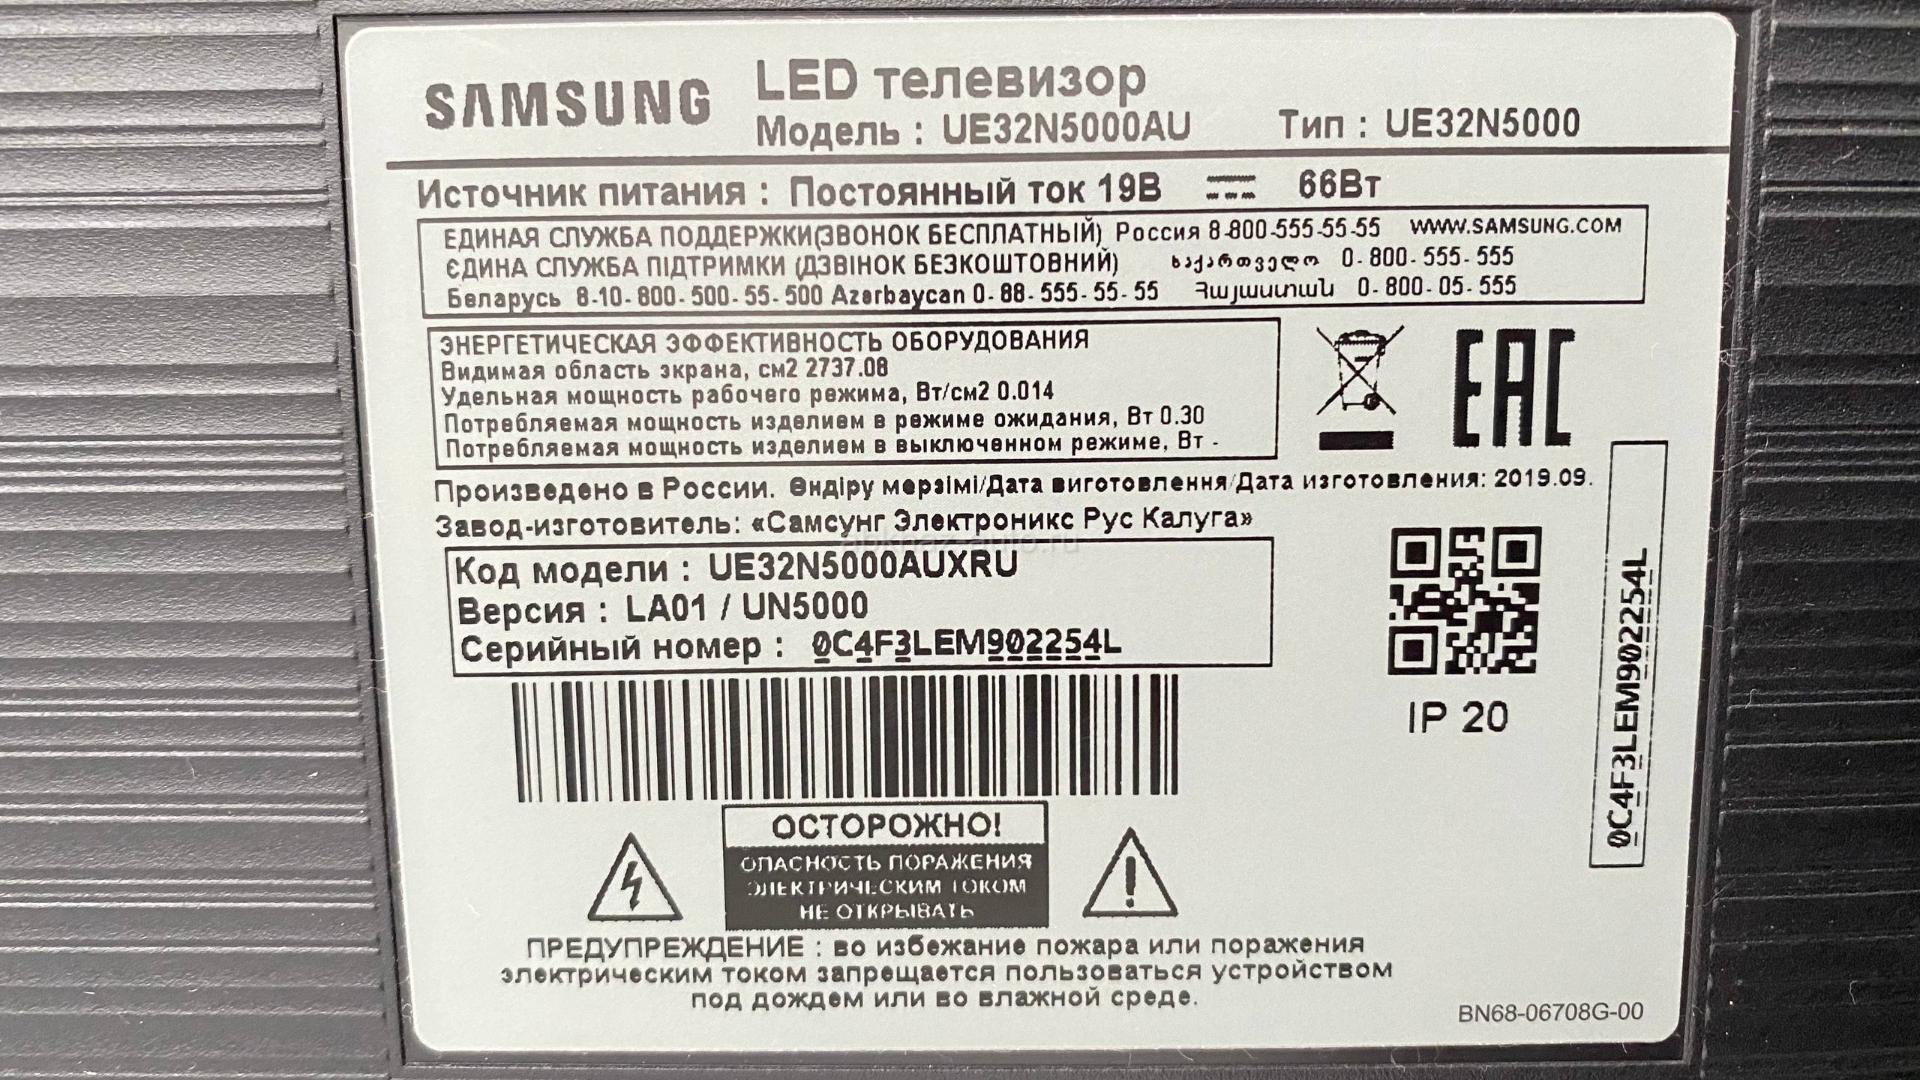 SAMSUNG
LED телевизор
Модель : UE32N5000AU Тип : UE32N5000
Источник питания : Постоянный ток 19В 66Вт
ЕДИНАЯ СЛУЖБА ПОДДЕРЖКИ(ЗВОНОК БЕСПЛАТНЫЙ) Россия 8-800-555-55-55 WWW.SAMSUNG.COM
ЄДИНА СЛУЖБА ПІДТРИМКИ (ДЗВІНОК БЕЗКОШТОВНИЙ) საქართველო 0-800-555-555
Беларусь 8-10-800-500-55-500 Azərbaycan 0-88-555-55-55 Հայաստան 0-800-05-555
ЭНЕРГЕТИЧЕСКАЯ ЭФФЕКТИВНОСТЬ ОБОРУДОВАНИЯ
Видимая область экрана, см2 2737.08
Удельная мощность рабочего режима, Вт/см2 0.014
Потребляемая мощность изделием в режиме ожидания, Вт 0.30
Потребляемая мощность изделием в выключенном режиме, Вт -
EAC
Произведено в России. Өндіру мерзімі/Дата виготовлення/Дата изготовления: 2019.09.
Завод-изготовитель: «Самсунг Электроникс Рус Калуга»
abkhaz-auto.ru
Код модели : UE32N5000AUXRU
Версия : LA01 / UN5000
Серийный номер : 0C4F3LEM902254L
IP 20
0C4F3LEM902254L
ОСТОРОЖНО!
ОПАСНОСТЬ ПОРАЖЕНИЯ
ЭЛЕКТРИЧЕСКИМ ТОКОМ
НЕ ОТКРЫВАТЬ
ПРЕДУПРЕЖДЕНИЕ : во избежание пожара или поражения
электрическим током запрещается пользоваться устройством
под дождем или во влажной среде.
BN68-06708G-00